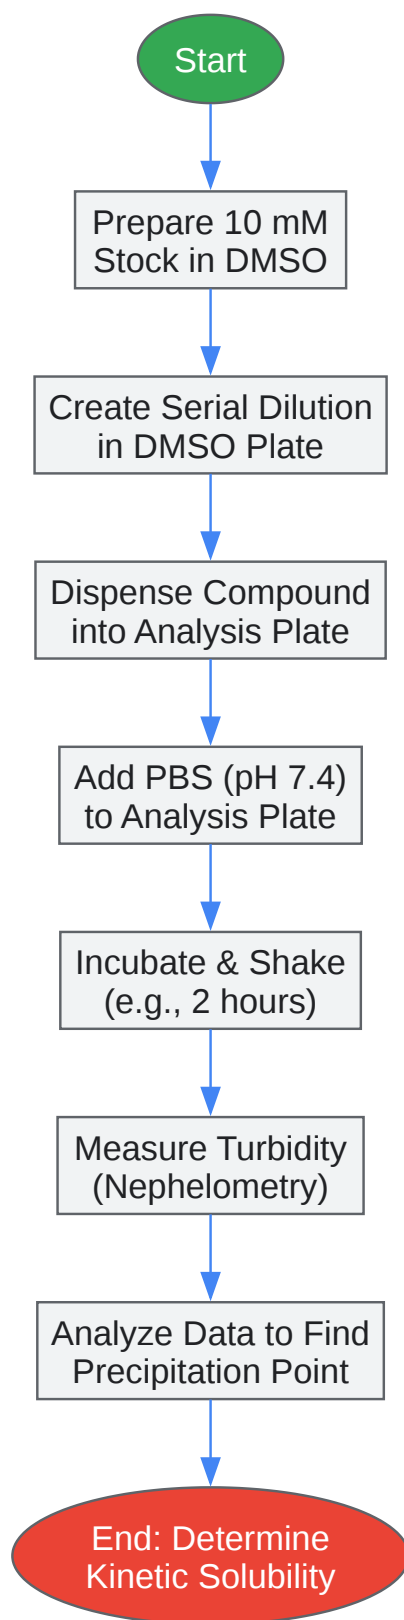 Start
Prepare 10 mM
Stock in DMSO
Create Serial Dilution
in DMSO Plate
Dispense Compound
into Analysis Plate
Add PBS (pH 7.4)
to Analysis Plate
Incubate & Shake
(e.g., 2 hours)
Measure Turbidity
(Nephelometry)
Analyze Data to Find
Precipitation Point
End: Determine
Kinetic Solubility